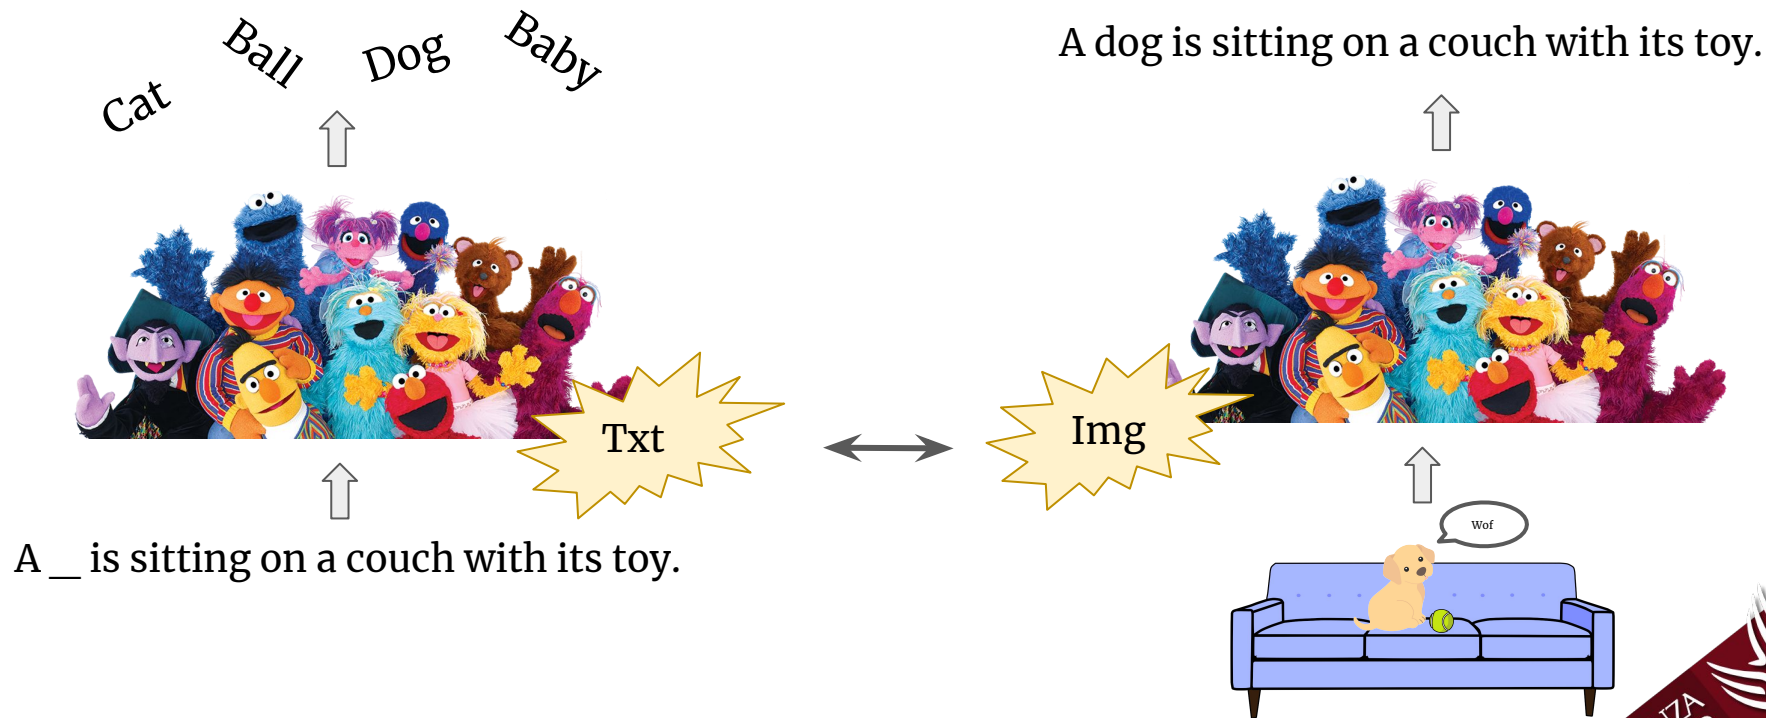 Cat
Ball
Dog
Baby
Txt
A _ is sitting on a couch with its toy.
A dog is sitting on a couch with its toy.
Img
Wof